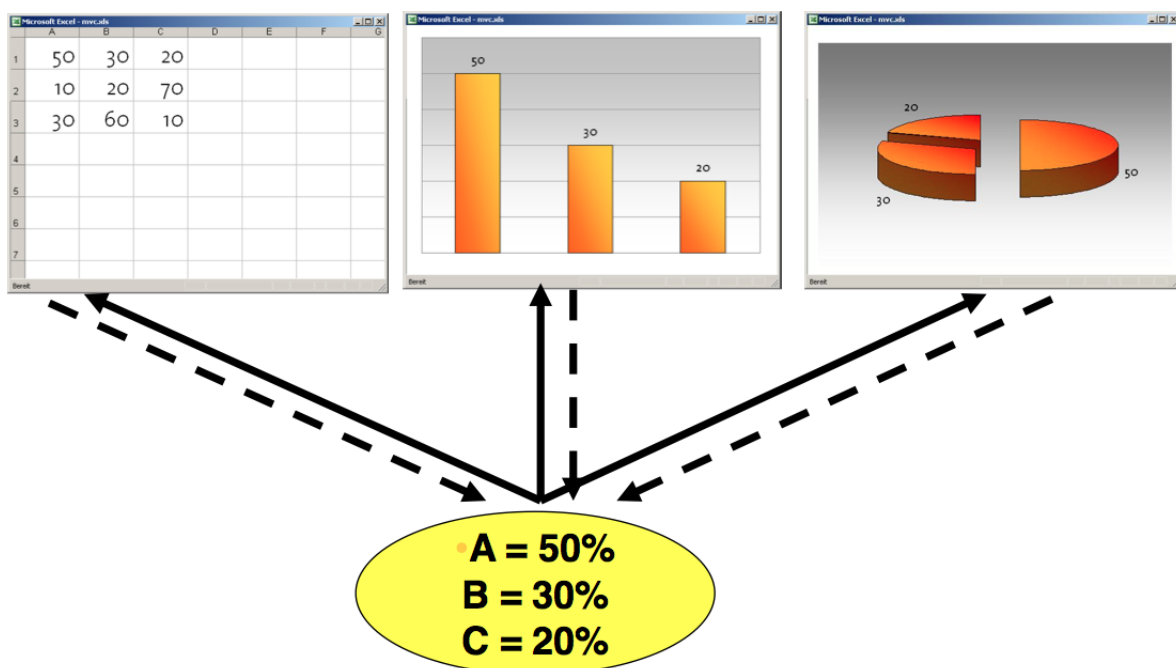 Microsoft Excel - mvc.xls
A B C D E F G
1 50 30 20
2 10 20 70
3 30 60 10
4
5
6
7
Bereit
Microsoft Excel - mvc.xls
50
30
20
Bereit
Microsoft Excel - mvc.xls
20
50
30
Bereit
•A = 50%
B = 30%
C = 20%